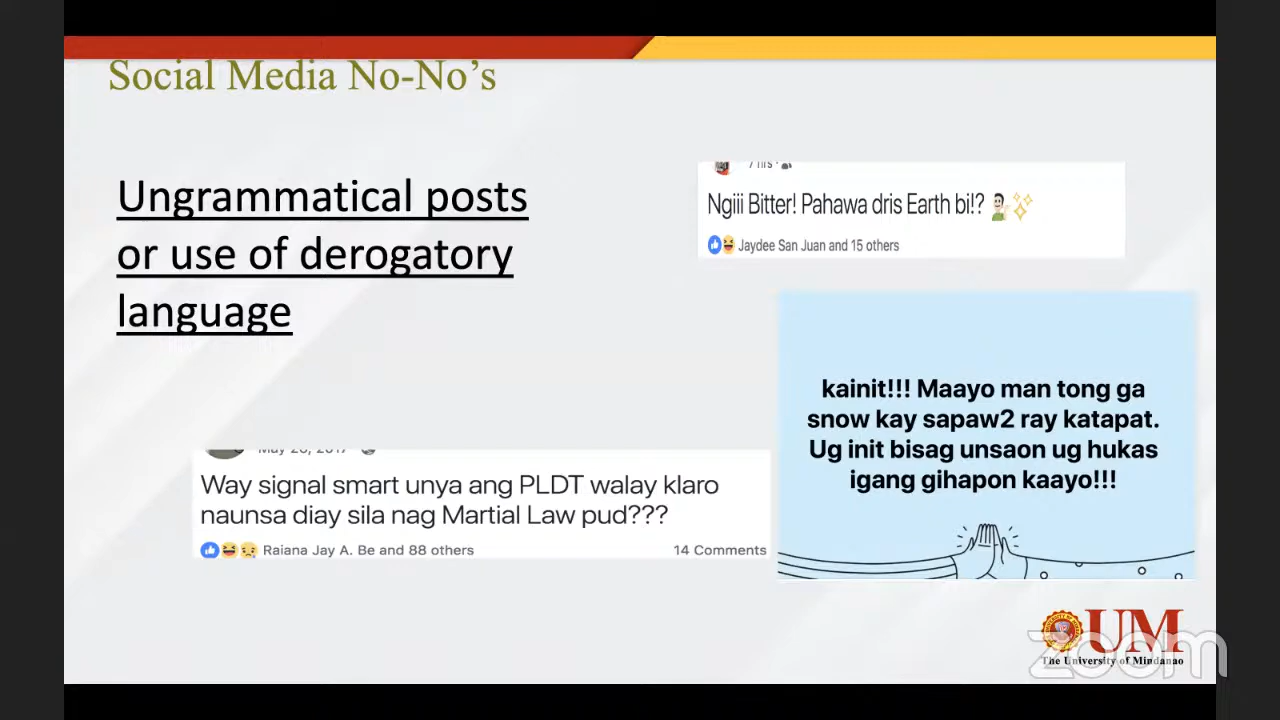 Social Media No-No’s
Ungrammatical posts
or use of derogatory
language
7 hrs
Ngiii Bitter! Pahawa dris Earth bi!?
Jaydee San Juan and 15 others
kainit!!! Maayo man tong ga
snow kay sapaw2 ray katapat.
Ug init bisag unsaon ug hukas
igang gihapon kaayo!!!
Way signal smart unya ang PLDT walay klaro
naunsa diay sila nag Martial Law pud???
Raiana Jay A. Be and 88 others
14 Comments
UM
The University of Mindanao
zoom